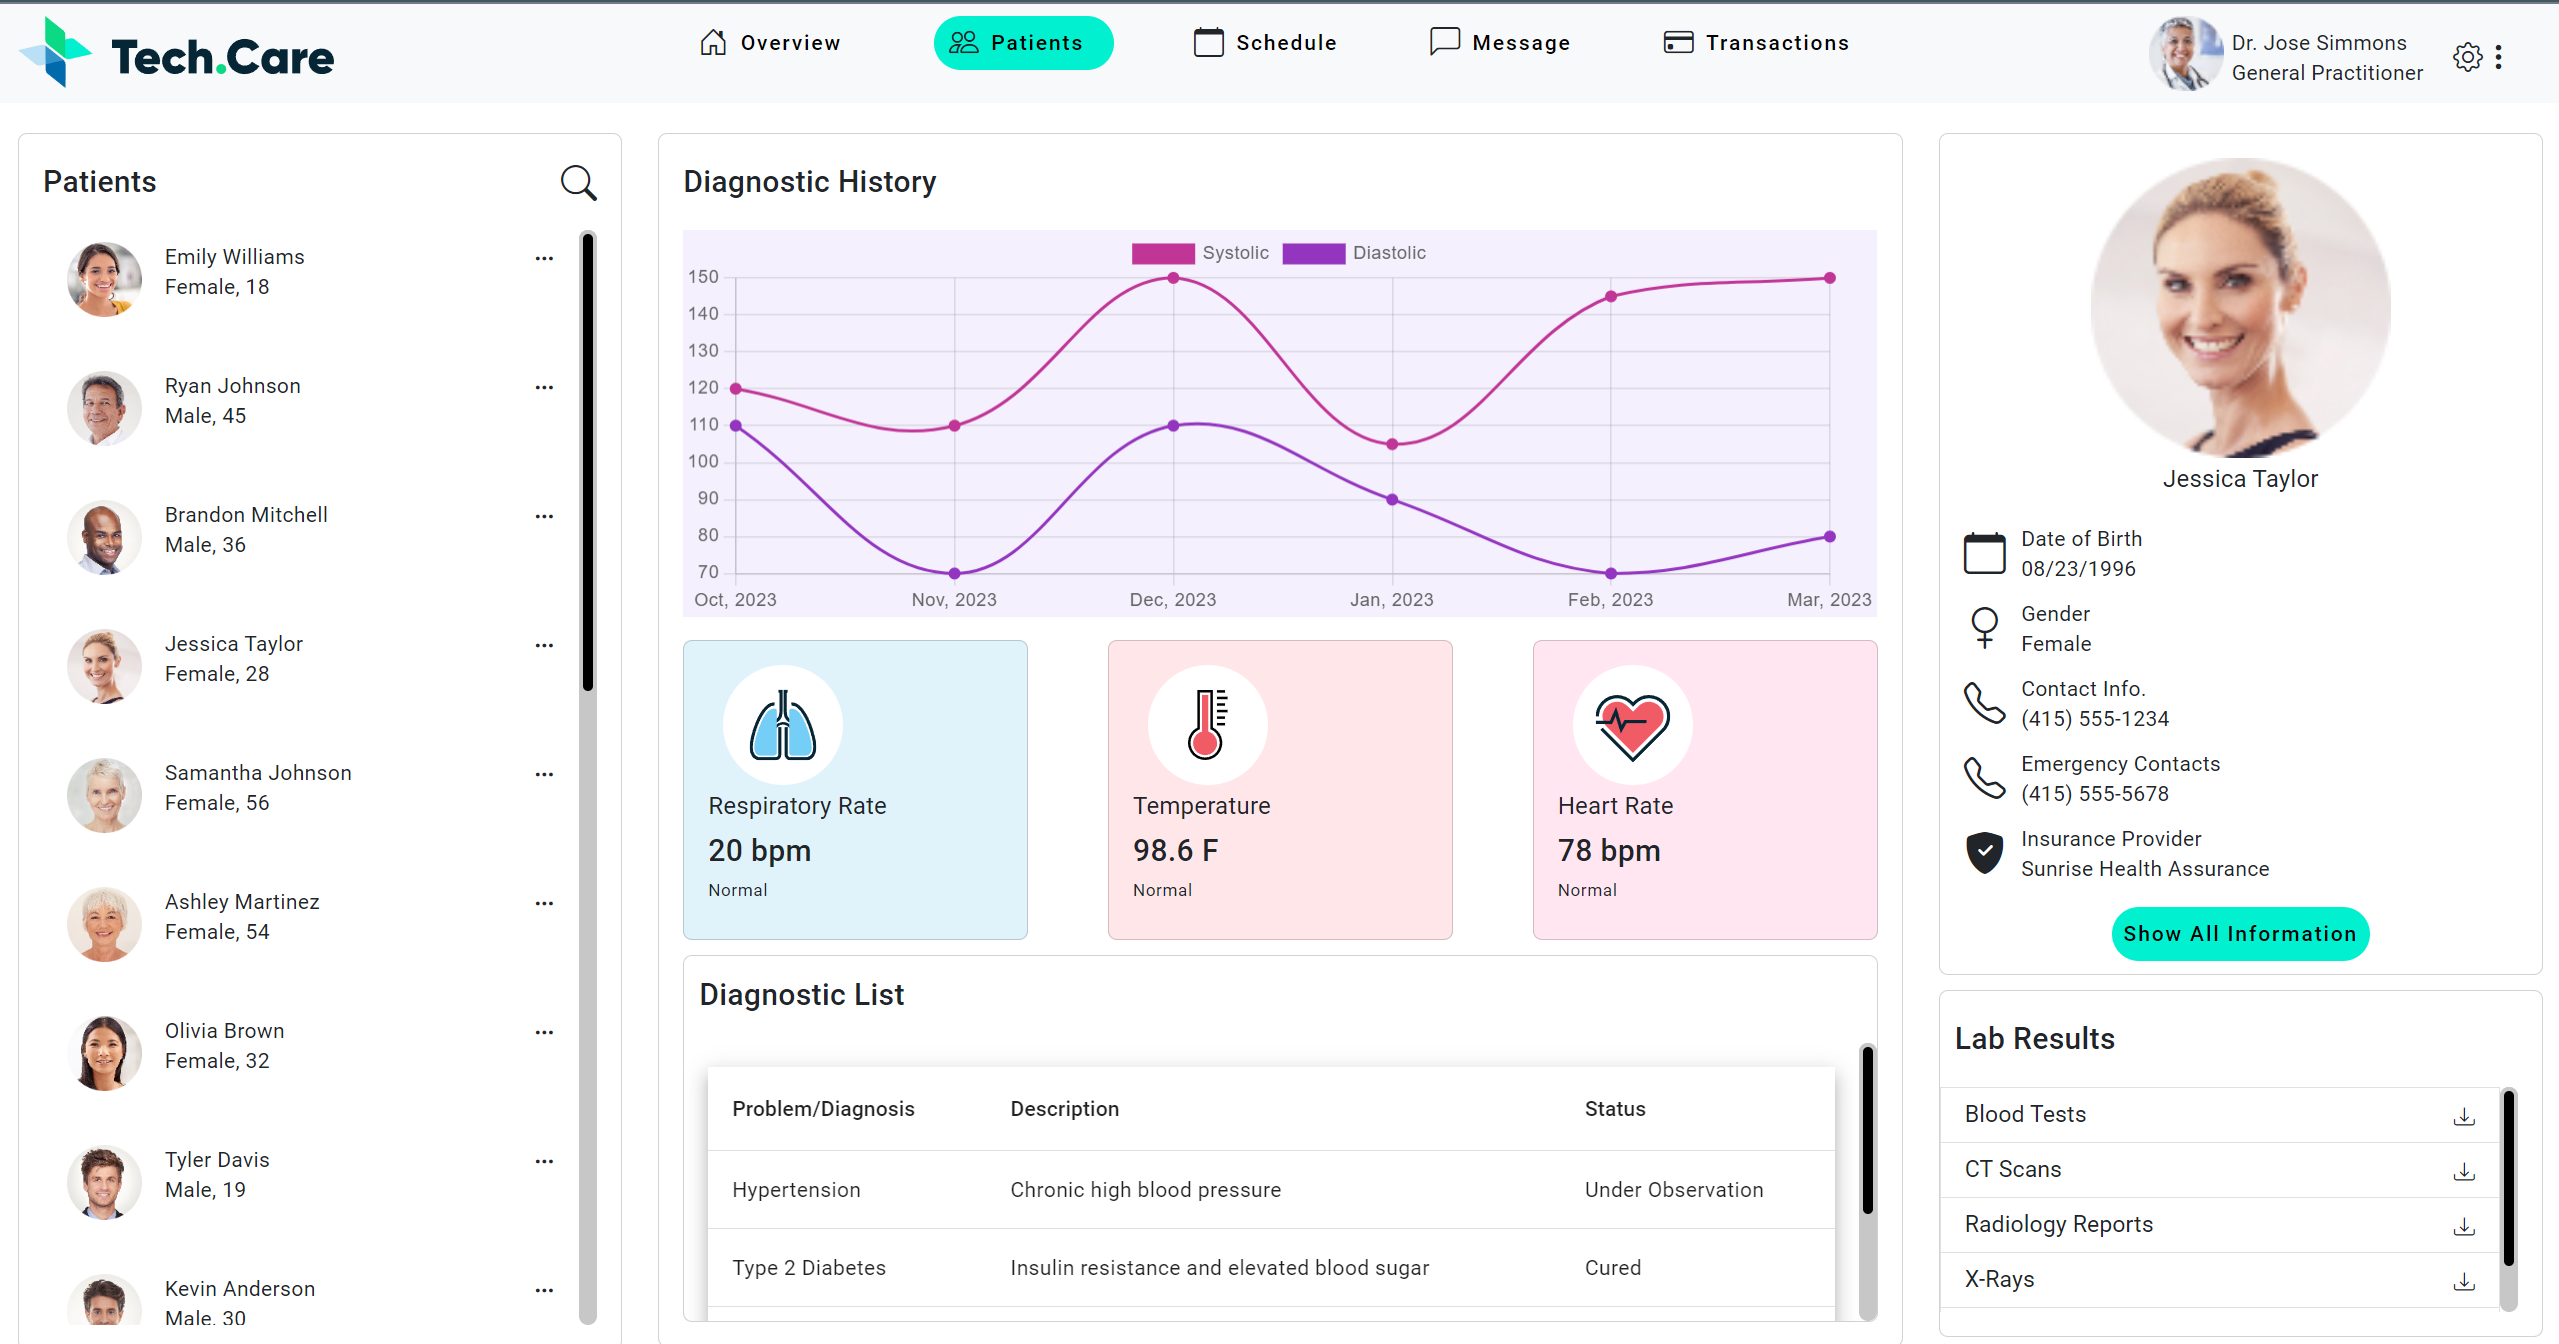 Tech.Care
Overview
Patients
Schedule
Message
Transactions
Dr. Jose Simmons
General Practitioner
Patients
Emily Williams
Female, 18
Ryan Johnson
Male, 45
Brandon Mitchell
Male, 36
Jessica Taylor
Female, 28
Samantha Johnson
Female, 56
Ashley Martinez
Female, 54
Olivia Brown
Female, 32
Tyler Davis
Male, 19
Kevin Anderson
Male, 30
Diagnostic History
Systolic
Diastolic
150
140
130
120
110
100
90
80
70
Oct, 2023
Nov, 2023
Dec, 2023
Jan, 2023
Feb, 2023
Mar, 2023
Respiratory Rate
20 bpm
Normal
Temperature
98.6 F
Normal
Heart Rate
78 bpm
Normal
Diagnostic List
Problem/Diagnosis Description Status
Hypertension Chronic high blood pressure Under Observation
Type 2 Diabetes Insulin resistance and elevated blood sugar Cured
Jessica Taylor
Date of Birth
08/23/1996
Gender
Female
Contact Info.
(415) 555-1234
Emergency Contacts
(415) 555-5678
Insurance Provider
Sunrise Health Assurance
Show All Information
Lab Results
Blood Tests
CT Scans
Radiology Reports
X-Rays